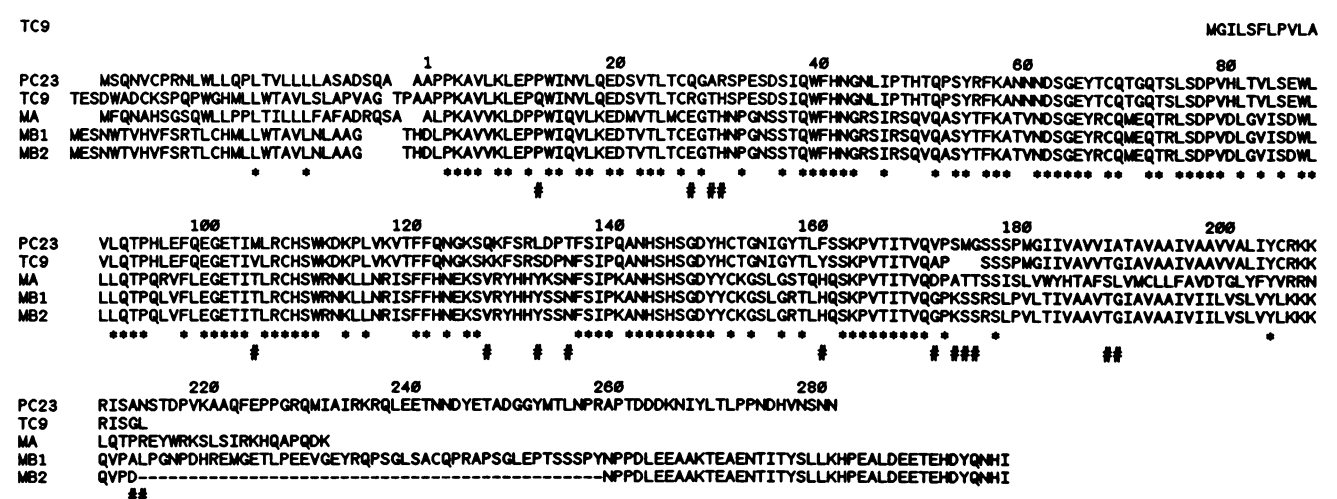 TC9 MGILSFLPVLA
1 20 40 60 80
PC23 MSQNVCPRNLWLLQPLTVLLLLASADSQA AAPPKAVLKLEPPWINVLQEDSVTLTCQGARSPESDSIQWFHNGNLIPTHTQPSYRFKANNNDSGEYTCQTGQTSLSDPVHLTVLSEWL
TC9 TESDWADCKSPQPWGHMLLWTAVLSLAPVAG TPAAPPKAVLKLEPQWINVLQEDSVTLTCRGTHSPESDSIQWFHNGNLIPTHTQPSYRFKANNNDSGEYTCQTGQTSLSDPVHLTVLSEWL
MA MFQNAHSGSQWLLPPLTILLLFAFADRQSA ALPKAVVKLDPPWIQVLKEDMVTLMCEGTHNPGNSSTQWFHNGRSIRSQVQASYTFKATVNDSGEYRCQMEQTRLSDPVDLGVISDWL
MB1 MESNWTVHVFSRTLCHMLLWTAVLNLAAG THDLPKAVVKLEPPWIQVLKEDTVTLTCEGTHNPGNSSTQWFHNGRSIRSQVQASYTFKATVNDSGEYRCQMEQTRLSDPVDLGVISDWL
MB2 MESNWTVHVFSRTLCHMLLWTAVLNLAAG THDLPKAVVKLEPPWIQVLKEDTVTLTCEGTHNPGNSSTQWFHNGRSIRSQVQASYTFKATVNDSGEYRCQMEQTRLSDPVDLGVISDWL
* * **** ** ** ** ** *** * * ****** * * *** ******** ** ****** * * * **
# # ##
100 120 140 160 180 200
PC23 VLQTPHLEFQEGETIMLRCHSWKDKPLVKVTFFQNGKSQKFSRLDPTFSIPQANHSHSGDYHCTGNIGYTLFSSKPVTITVQVPSMGSSSPMGIIVAVVIATAVAAIVAAVVALIYCRKK
TC9 VLQTPHLEFQEGETIMLRCHSWKDKPLVKVTFFQNGKSKKFSRSDPNFSIPQANHSHSGDYHCTGNIGYTLYSSKPVTITVQAP SSSPMGIIVAVVTGIAVAAIVAAVVALIYCRKK
MA LLQTPQRVFLEGETITLRCHSWRNKLLNRISFFHNEKSVRYHHYKSNFSIPKANHSHSGDYYCKGSLGSTQHQSKPVTITVQDPATTSSISLVWYHTAFSLVMCLLFAVDTGLYFYVRRN
MB1 LLQTPQLVFLEGETITLRCHSWRNKLLNRISFFHNEKSVRYHHYSSNFSIPKANHSHSGDYYCKGSLGRTLHQSKPVTITVQGPKSSRSLPVLTIVAAVTGIAVAAIVIILVSLVYLKKK
MB2 LLQTPQLVFLEGETITLRCHSWRNKLLNRISFFHNEKSVRYHHYSSNFSIPKANHSHSGDYYCKGSLGRTLHQSKPVTITVQGPKSSRSLPVLTIVAAVTGIAVAAIVIILVSLVYLKKK
**** * ***** ****** * * ** * ** ***** ********* * * * * ********* * * *
# # # # # # ### ##
220 240 260 280
PC23 RISANSTDPVKAAQFEPPGRQMIAIRKRQLEETNNDYETADGGYMTLNPRAPTDDDKNIYLTLPPNDHVNSNN
TC9 RISGL
MA LQTPREYWRKSLSIRKHQAPQDK
MB1 QVPALPGNPDHREMGETLPEEVGEYRQPSGLSACQPRAPSGLEPTSSSPYNPPDLEEAAKTEAENTITYSLLKHPEALDEETEHDYQNHI
MB2 QVPD----------------------------------------------NPPDLEEAAKTEAENTITYSLLKHPEALDEETEHDYQNHI
##